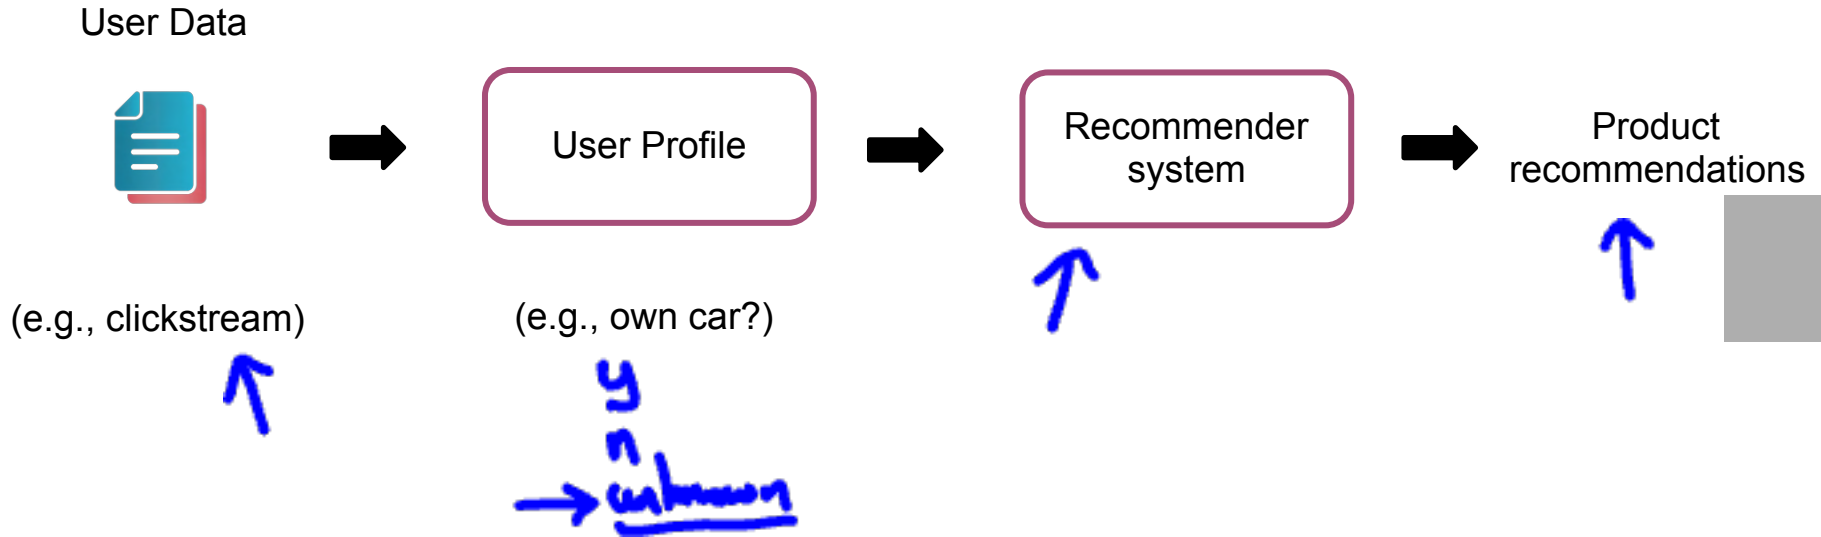 User Data
User Profile
Recommender
system
Product
recommendations
(e.g., clickstream)
(e.g., own car?)
y
n
unknown